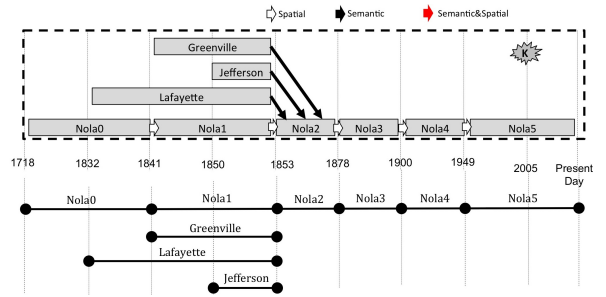 Spatial Semantic Semantic&Spatial
Greenville
K
Jefferson
Lafayette
Nola0 Nola1 Nola2 Nola3 Nola4 Nola5
1718 1832 1841 1850 1853 1878 1900 1949 2005 Present
Day
Nola0 Nola1 Nola2 Nola3 Nola4 Nola5
Greenville
Lafayette
Jefferson